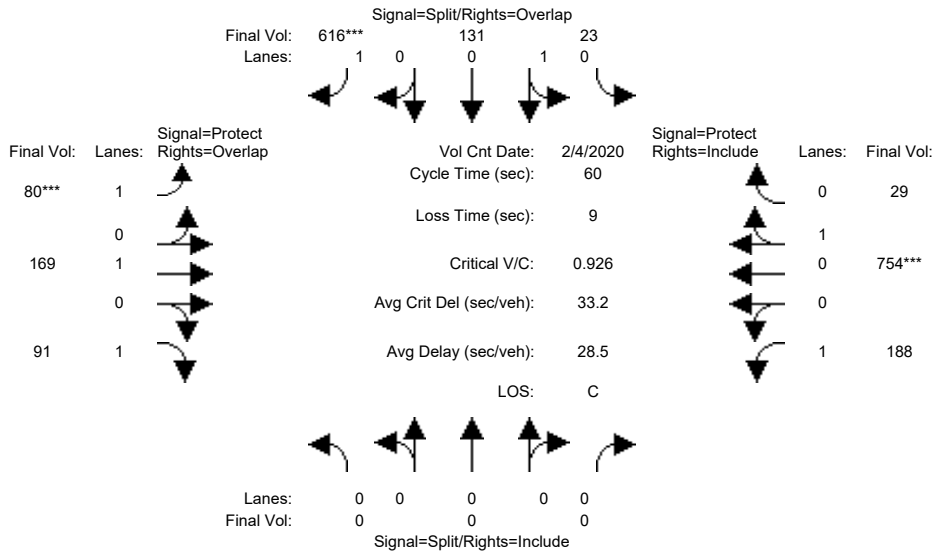 Signal=Split/Rights=Overlap
Final Vol: 616*** 131 23
Lanes: 1 0 0 1 0
Signal=Protect
Final Vol: Lanes: Rights=Overlap
Vol Cnt Date: 2/4/2020
Signal=Protect
Rights=Include Lanes: Final Vol:
Cycle Time (sec): 60
80*** 1
0 29
Loss Time (sec): 9
0
1
169 1
Critical V/C: 0.926
0 754***
0
Avg Crit Del (sec/veh): 33.2
0
91 1
Avg Delay (sec/veh): 28.5
1 188
LOS: C
Lanes: 0 0 0 0 0
Final Vol: 0 0 0
Signal=Split/Rights=Include